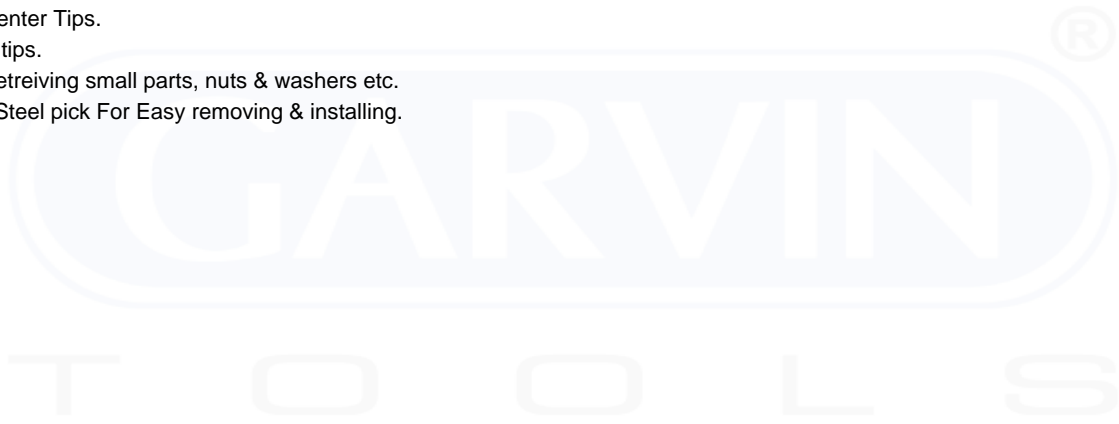 enter Tips.
tips.
etreiving small parts, nuts & washers etc.
Steel pick For Easy removing & installing.
GARVIN
®
TOOLS